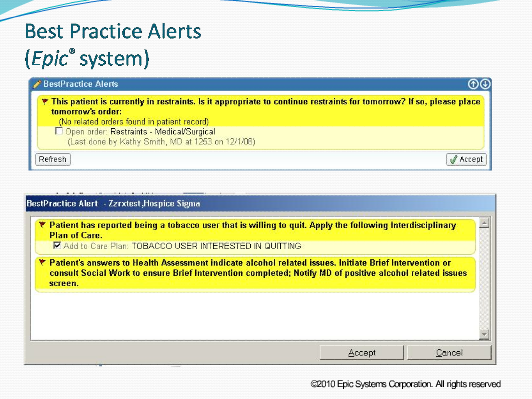 Best Practice Alerts
(Epic® system)
BestPractice Alerts
This patient is currently in restraints. Is it appropriate to continue restraints for tomorrow? If so, please place
tomorrow's order:
(No related orders found in patient record)
Open order: Restraints - Medical/Surgical
(Last done by Kathy Smith, MD at 1253 on 12/1/08)
Refresh
Accept
BestPractice Alert - Zzrxtest,Hospice Sigma
Patient has reported being a tobacco user that is willing to quit. Apply the following Interdisciplinary
Plan of Care.
Add to Care Plan: TOBACCO USER INTERESTED IN QUITTING
Patient's answers to Health Assessment indicate alcohol related issues. Initiate Brief Intervention or
consult Social Work to ensure Brief Intervention completed; Notify MD of positive alcohol related issues
screen.
Accept
Cancel
©2010 Epic Systems Corporation. All rights reserved